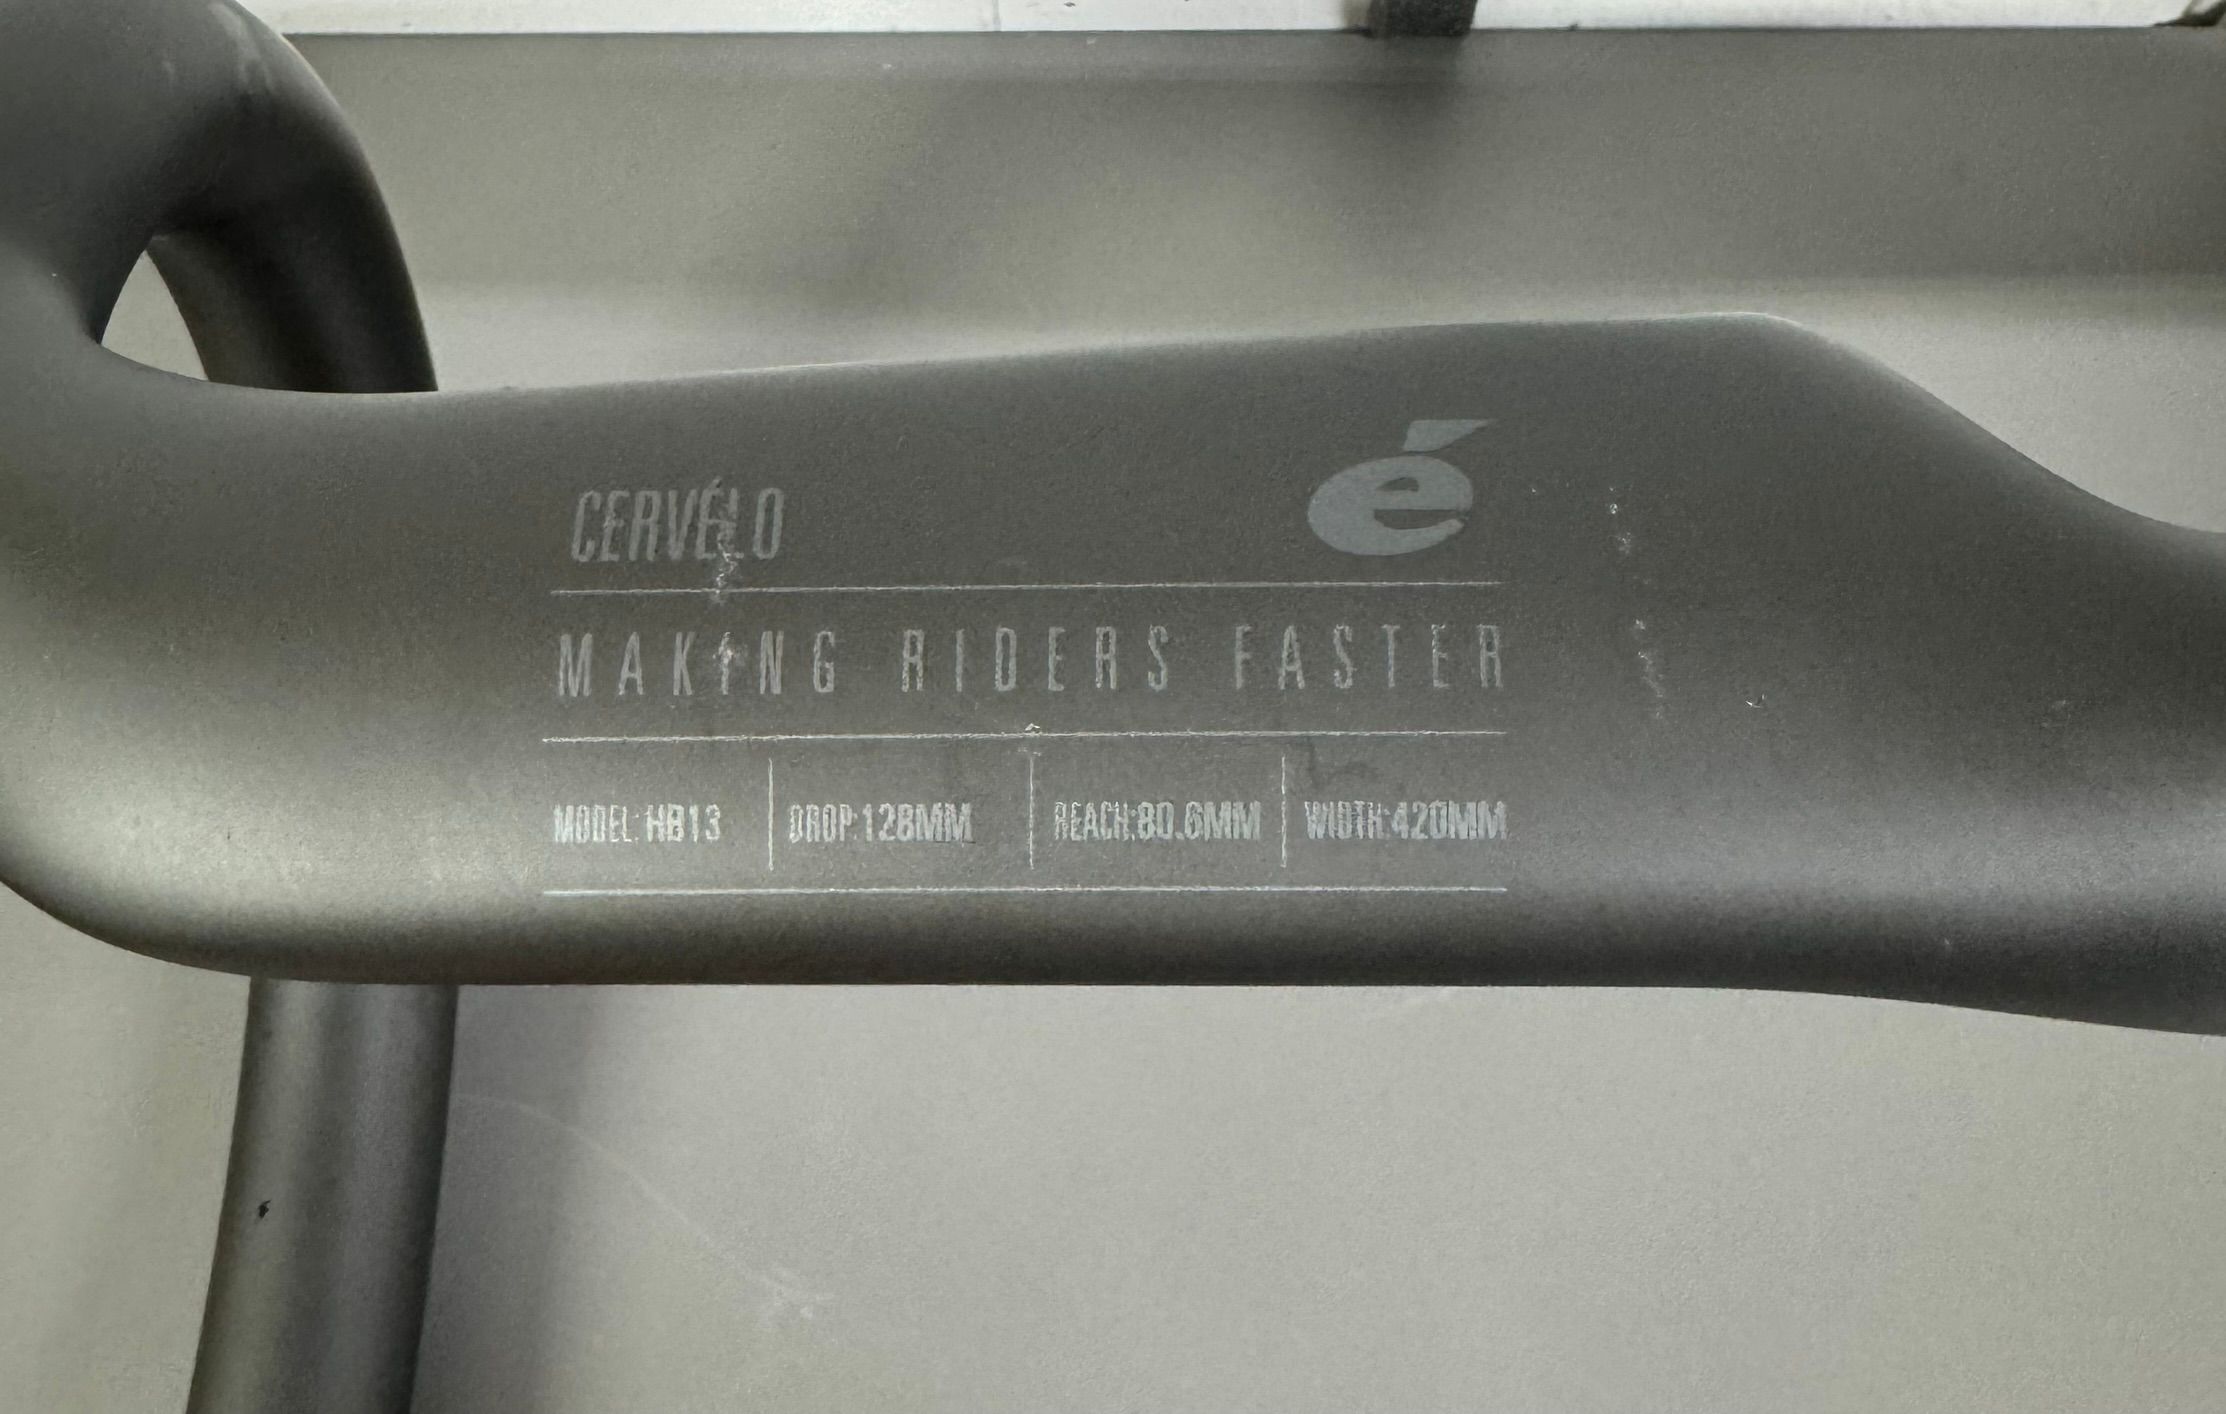 CERVÉLO é
MAKING RIDERS FASTER
MODEL:HB13 DROP:128MM REACH:80.6MM WIDTH:420MM